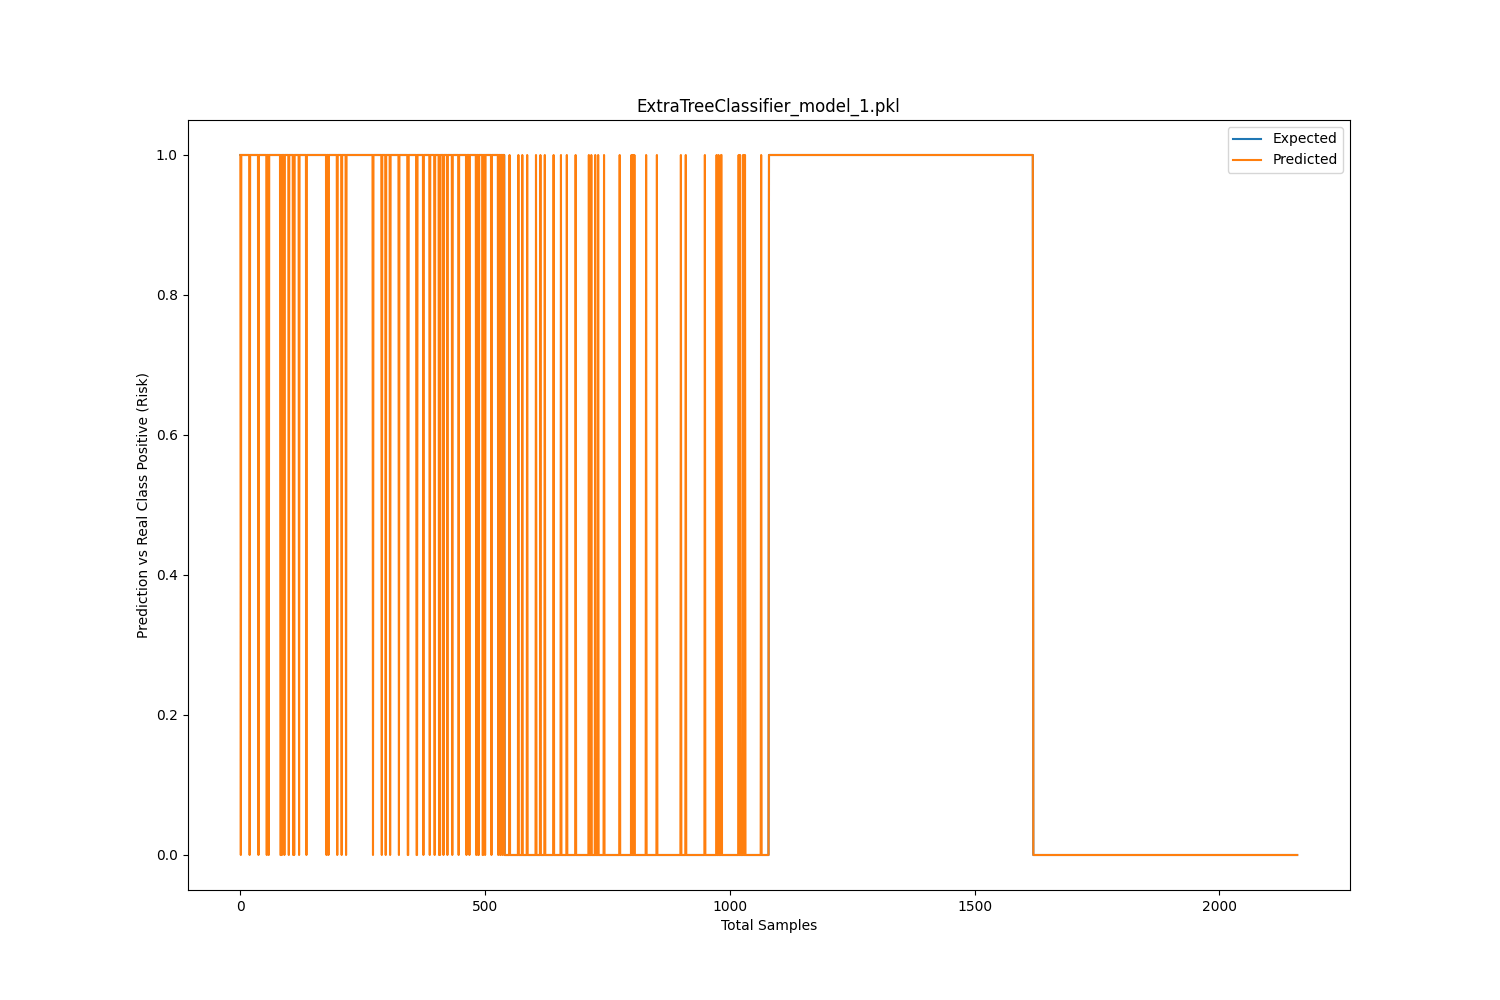 ExtraTreeClassifier_model_1.pkl
Expected
Predicted
1.0
0.8
0.6
0.4
0.2
0.0
Prediction vs Real Class Positive (Risk)
0
500
1000
1500
2000
Total Samples